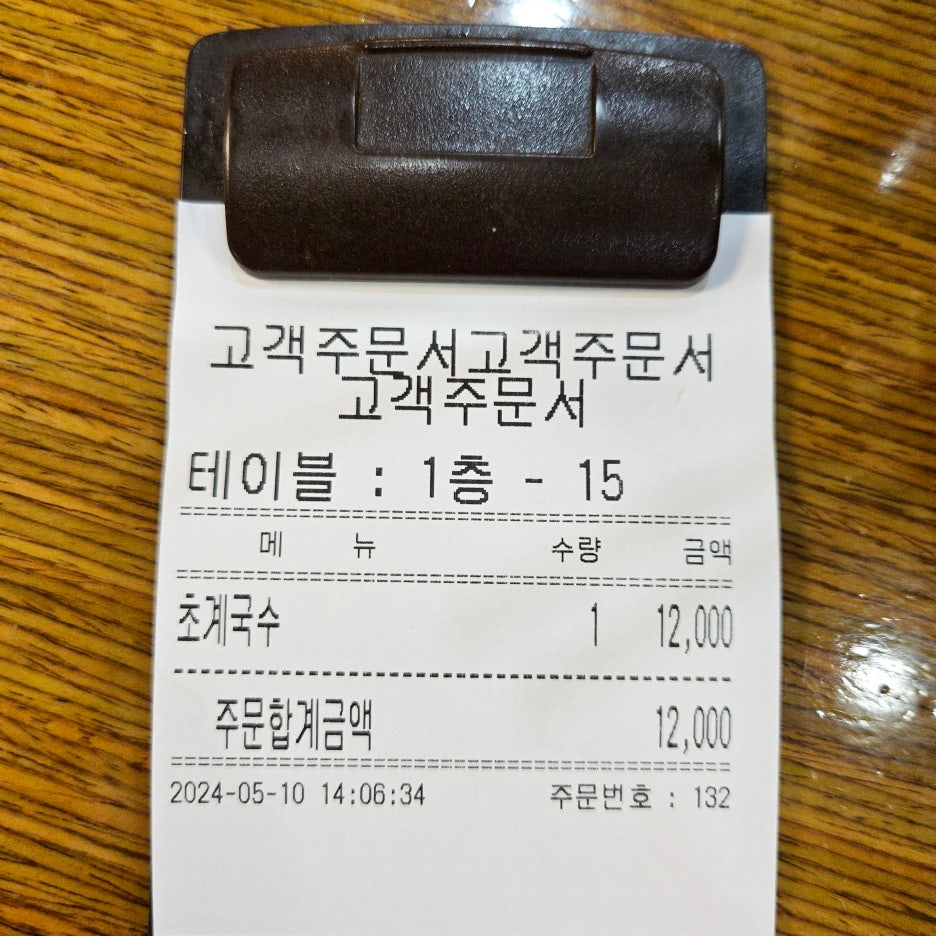 고객주문서고객주문서
고객주문서
테이블 : 1층 - 15
메 뉴 수량 금액
초계국수 1 12,000
주문합계금액 12,000
2024-05-10 14:06:34 주문번호 : 132